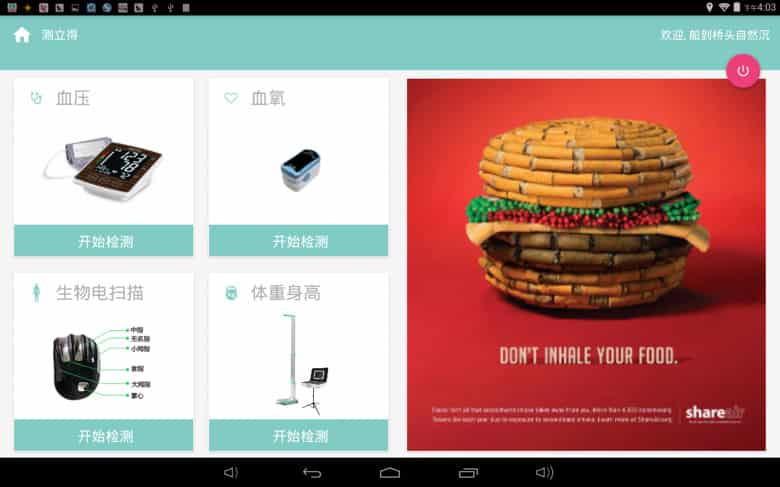 下午4:03
测立得
欢迎, 船到桥头自然沉
血压
血氧
开始检测
开始检测
生物电扫描
体重身高
中指
无名指
小拇指
食指
大拇指
掌心
开始检测
开始检测
DON'T INHALE YOUR FOOD.
shareair